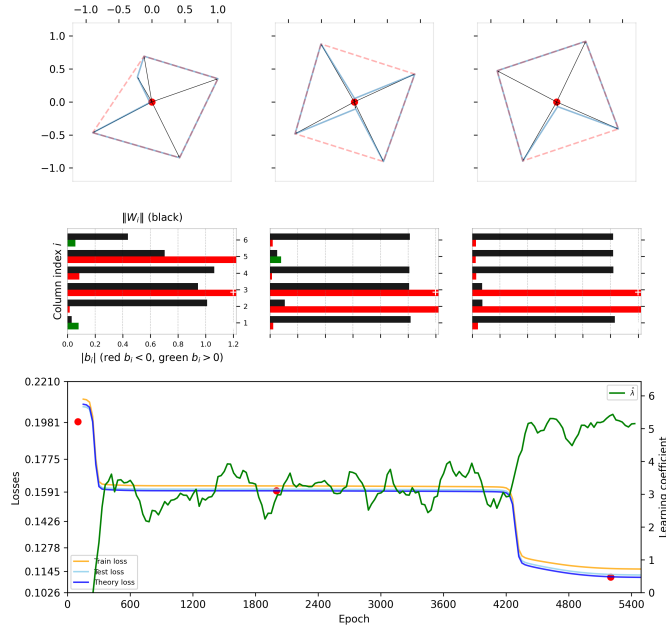 −1.0 −0.5 0.0 0.5 1.0
1.0
0.5
0.0
−0.5
−1.0
‖Wᵢ‖ (black)
Column index i
6
5
4
3
2
1
0.0 0.2 0.4 0.6 0.8 1.0 1.2
|bᵢ| (red bᵢ < 0, green bᵢ > 0)
+
+
+
0.2210
0.1981
0.1775
0.1591
0.1426
0.1278
0.1145
0.1026
Losses
λ̂
Train loss
Test loss
Theory loss
6
5
4
3
2
1
0
Learning coefficient
0 600 1200 1800 2400 3000 3600 4200 4800 5400
Epoch